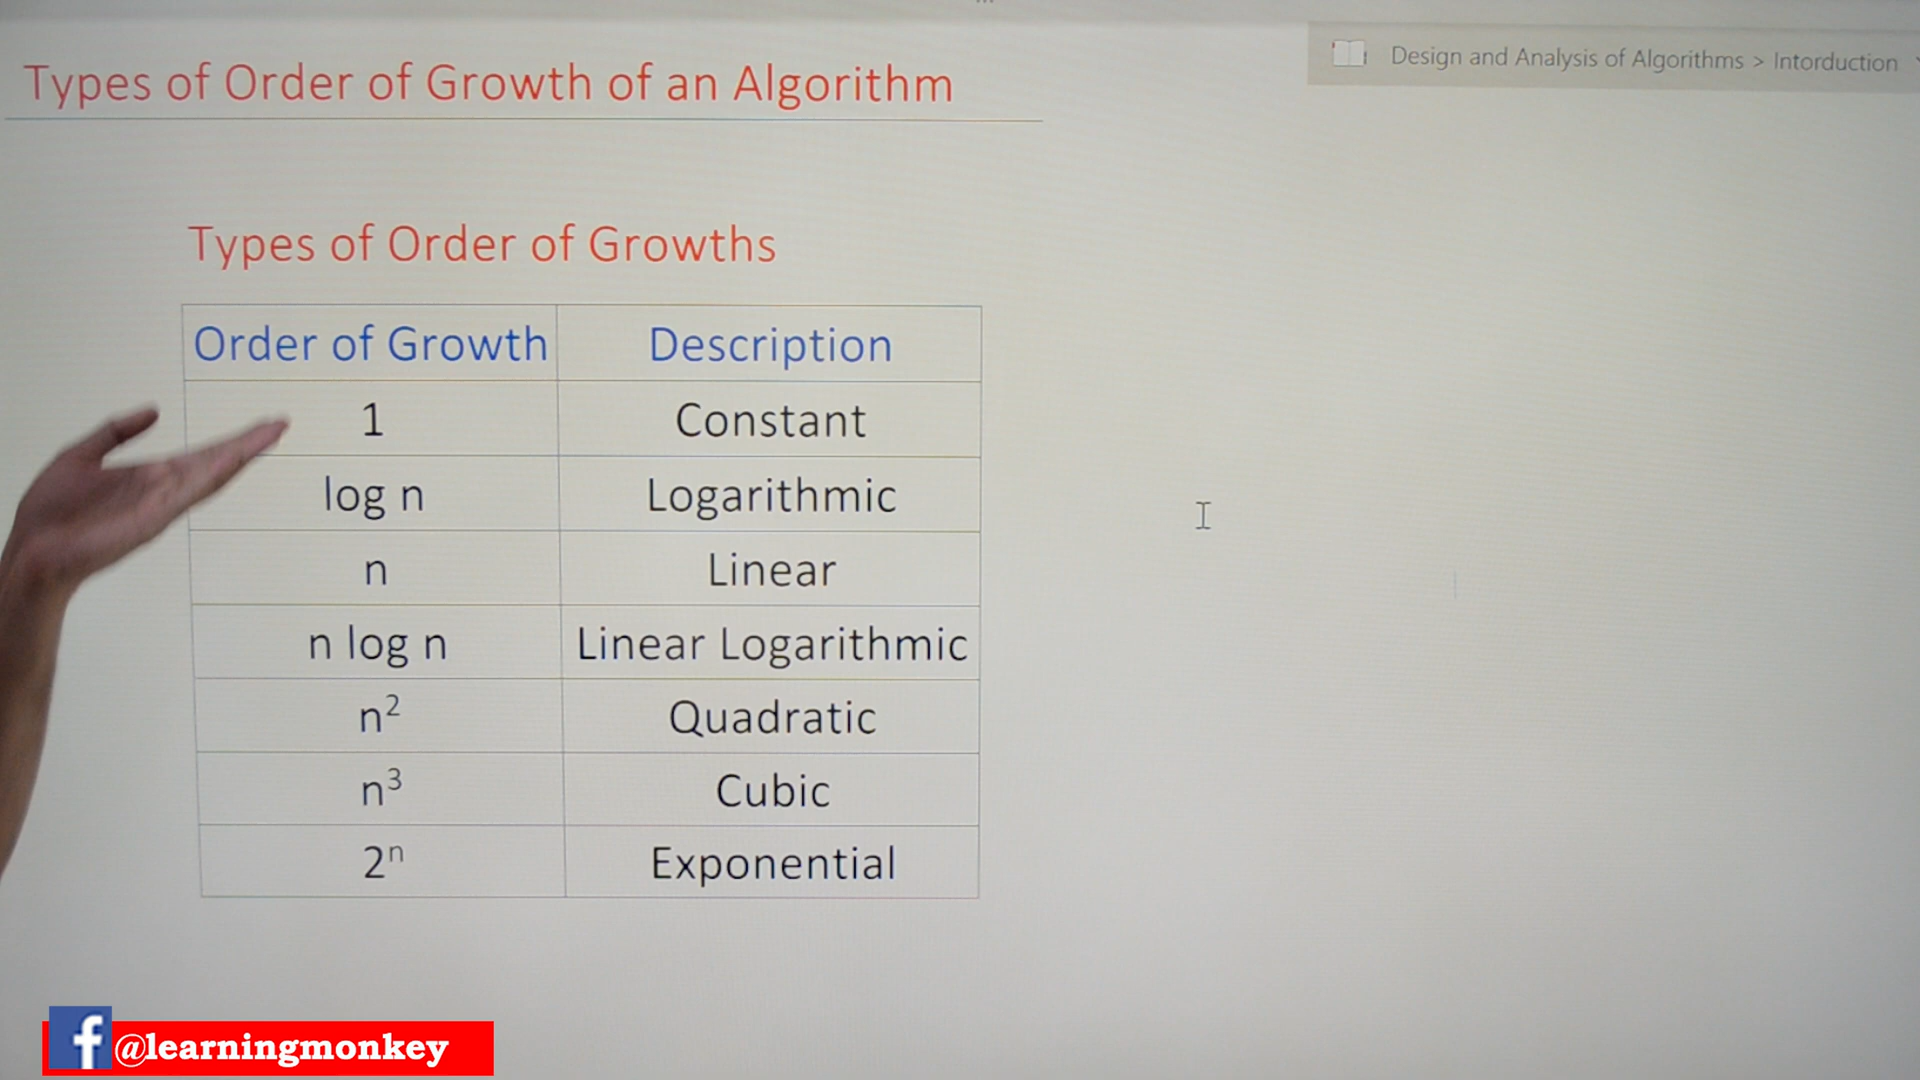 Types of Order of Growth of an Algorithm
Design and Analysis of Algorithms > Intorduction
Types of Order of Growths
Order of Growth Description
1 Constant
log n Logarithmic
n Linear
n log n Linear Logarithmic
n² Quadratic
n³ Cubic
2ⁿ Exponential
f @learningmonkey